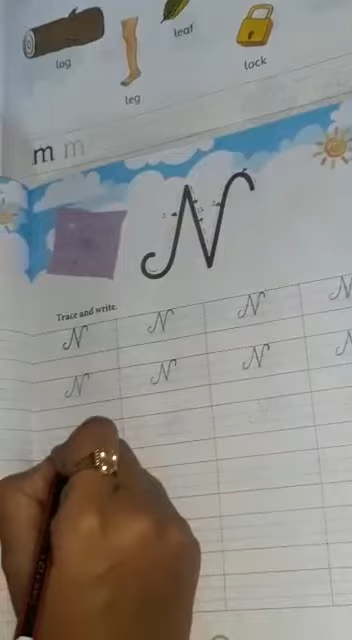 log
leg
leaf
lock
m m
N
Trace and write.
N N N N
N N N N